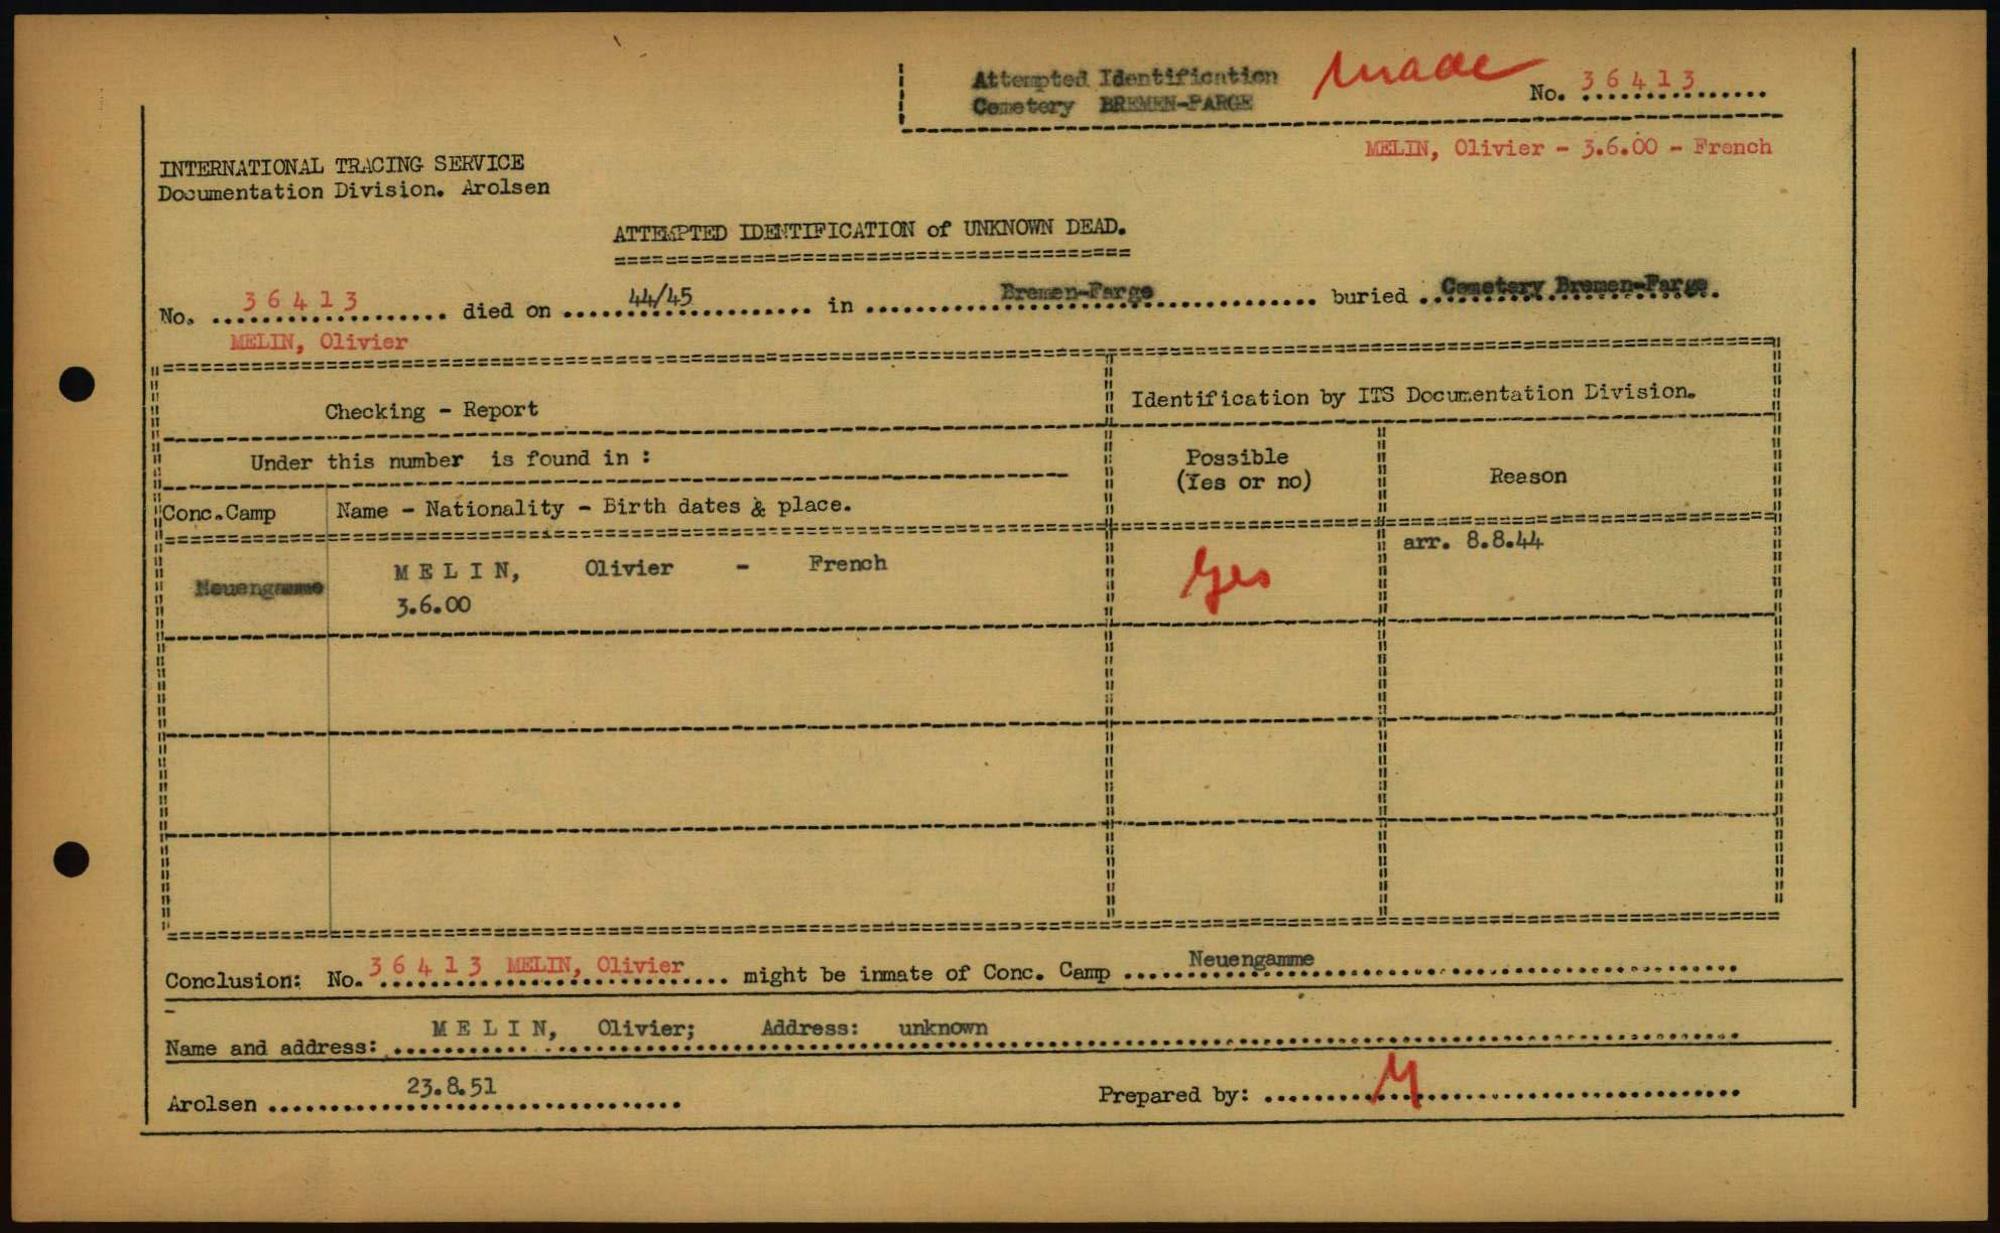 Attempted Identification made
Cemetery BREMEN-FARGE
No. 36413
MELIN, Olivier - 3.6.00 - French
INTERNATIONAL TRACING SERVICE
Documentation Division. Arolsen
ATTEMPTED IDENTIFICATION of UNKNOWN DEAD.
No. 36413 died on 44/45 in Bremen-Farge buried Cemetery Bremen-Farge.
MELIN, Olivier
Checking - Report
Identification by ITS Documentation Division.
Under this number is found in :
Possible
(Yes or no)
Reason
Conc.Camp
Name - Nationality - Birth dates & place.
Neuengamme
M E L I N, Olivier - French
3.6.00
Yes
arr. 8.8.44
Conclusion: No. 36413 MELIN, Olivier might be inmate of Conc. Camp Neuengamme
Name and address: M E L I N, Olivier; Address: unknown
Arolsen 23.8.51
Prepared by: